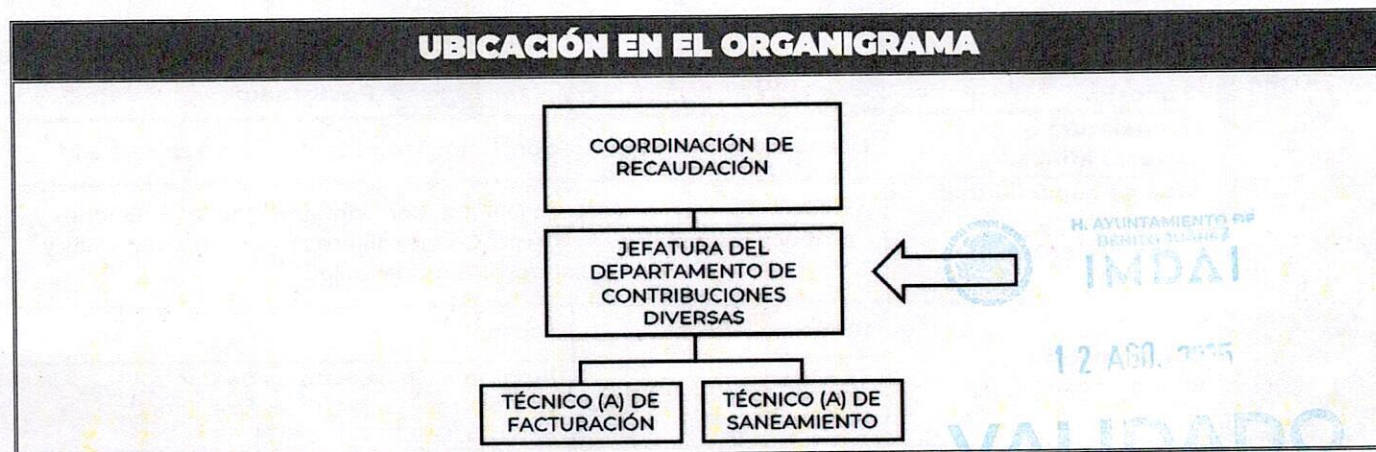 UBICACIÓN EN EL ORGANIGRAMA
COORDINACIÓN DE
RECAUDACIÓN
JEFATURA DEL
DEPARTAMENTO DE
CONTRIBUCIONES
DIVERSAS
H. AYUNTAMIENTO DE
BENITO JUÁREZ
IMDAI
12 AGO.
TÉCNICO (A) DE
FACTURACIÓN
TÉCNICO (A) DE
SANEAMIENTO
VALIDADO